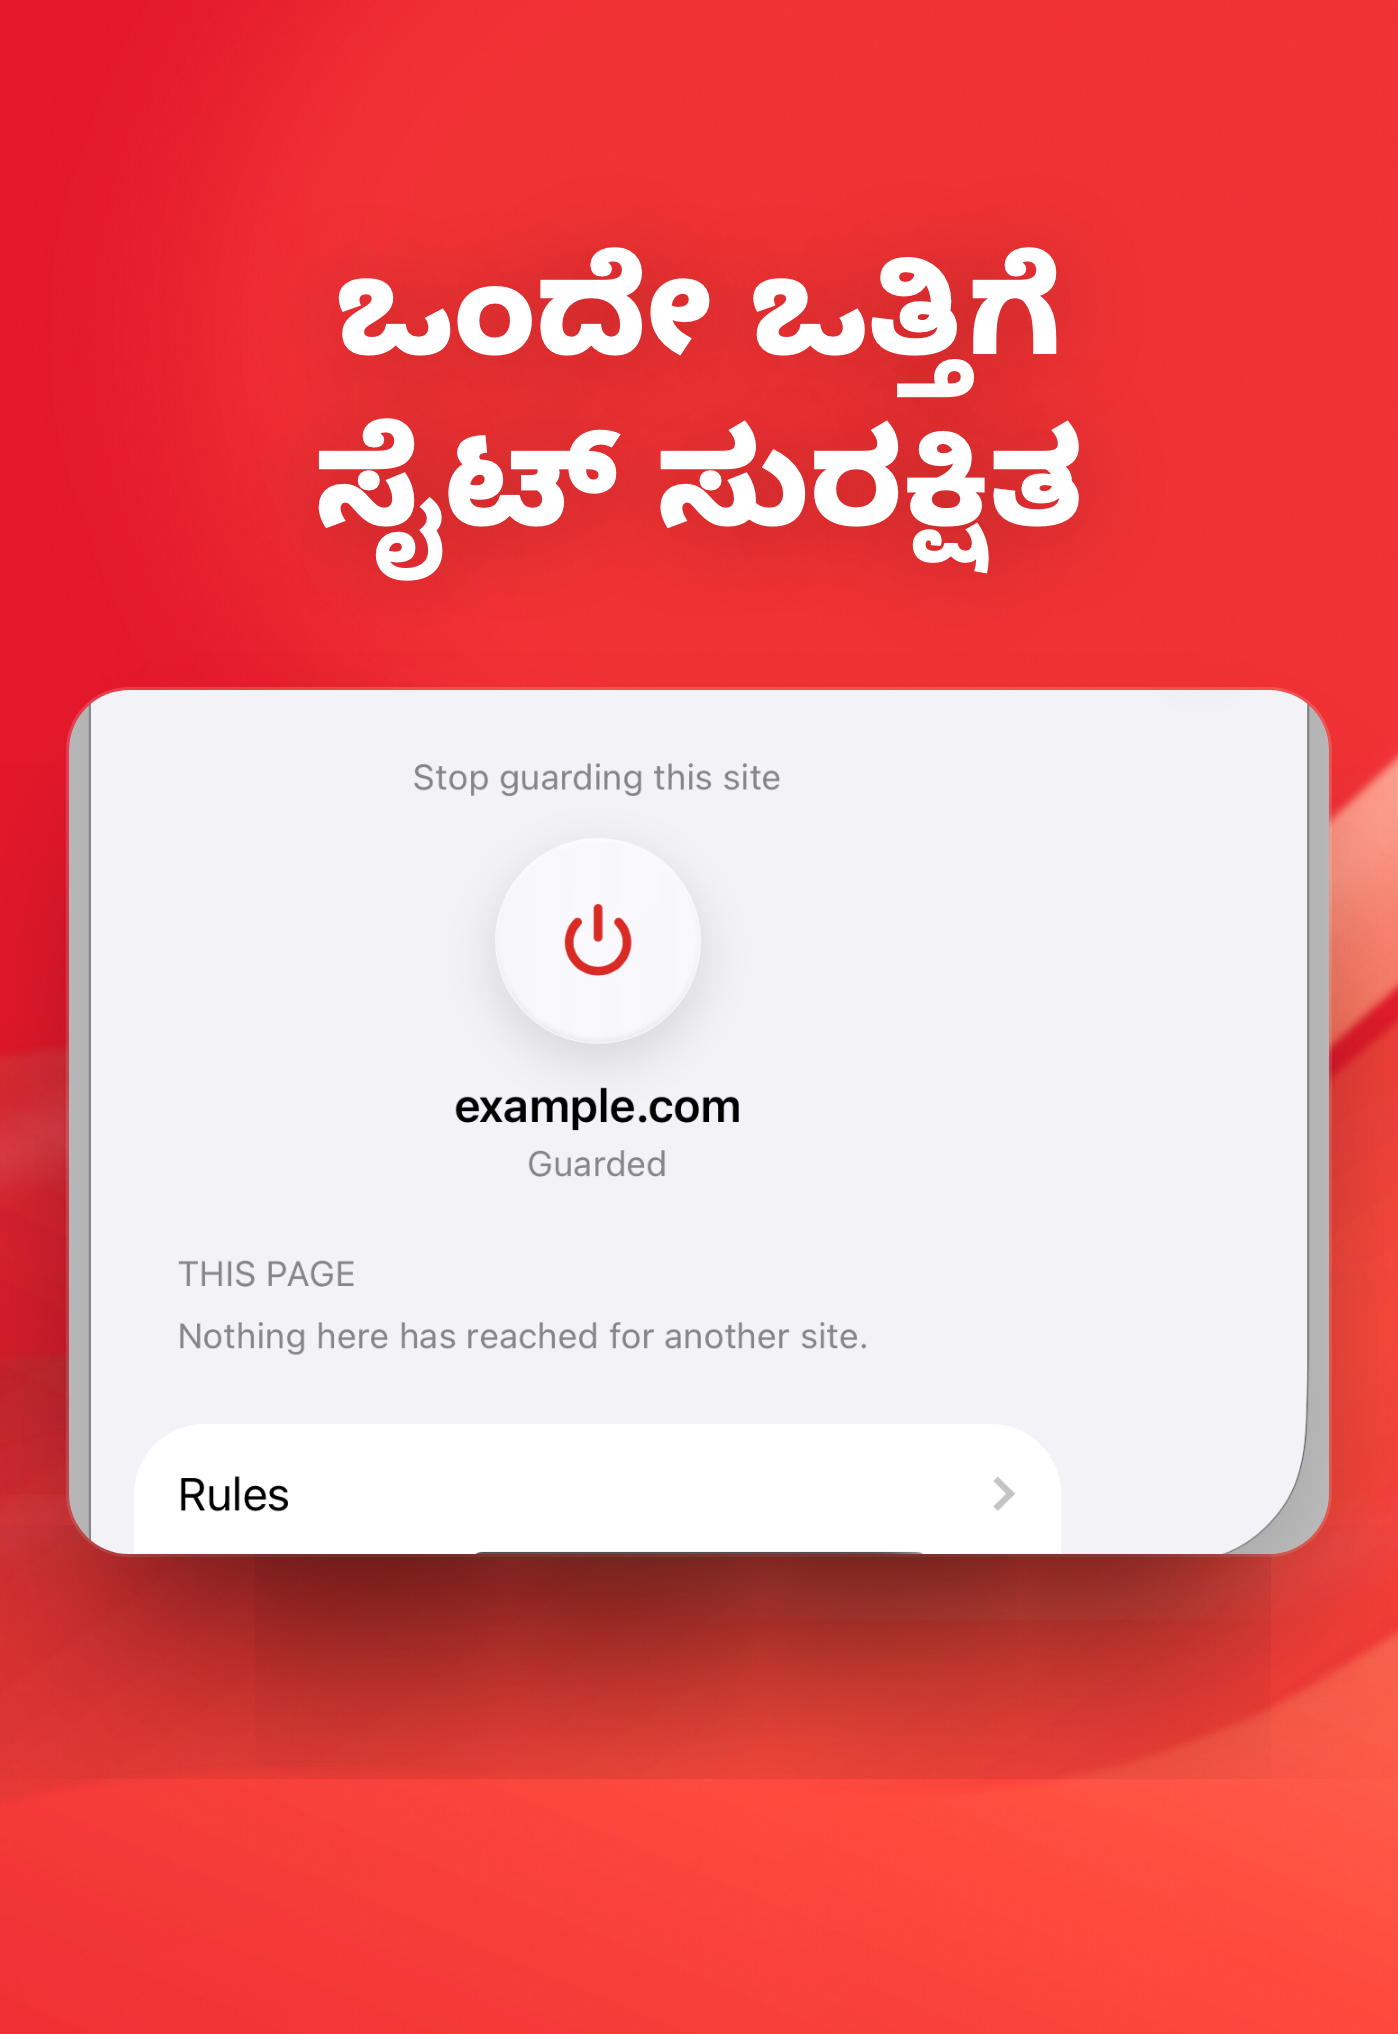 ಒಂದೇ ಒತ್ತಿಗೆ
ಸೈಟ್ ಸುರಕ್ಷಿತ
Stop guarding this site
example.com
Guarded
THIS PAGE
Nothing here has reached for another site.
Rules